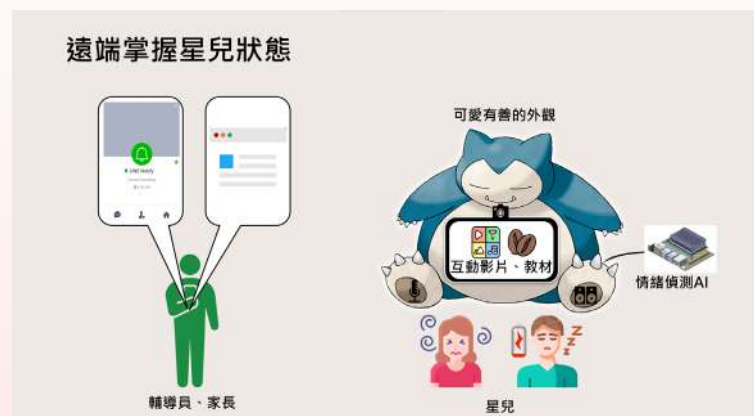 遠端掌握星兒狀態
可愛有善的外觀
互動影片、教材
情緒偵測AI
輔導員、家長
星兒